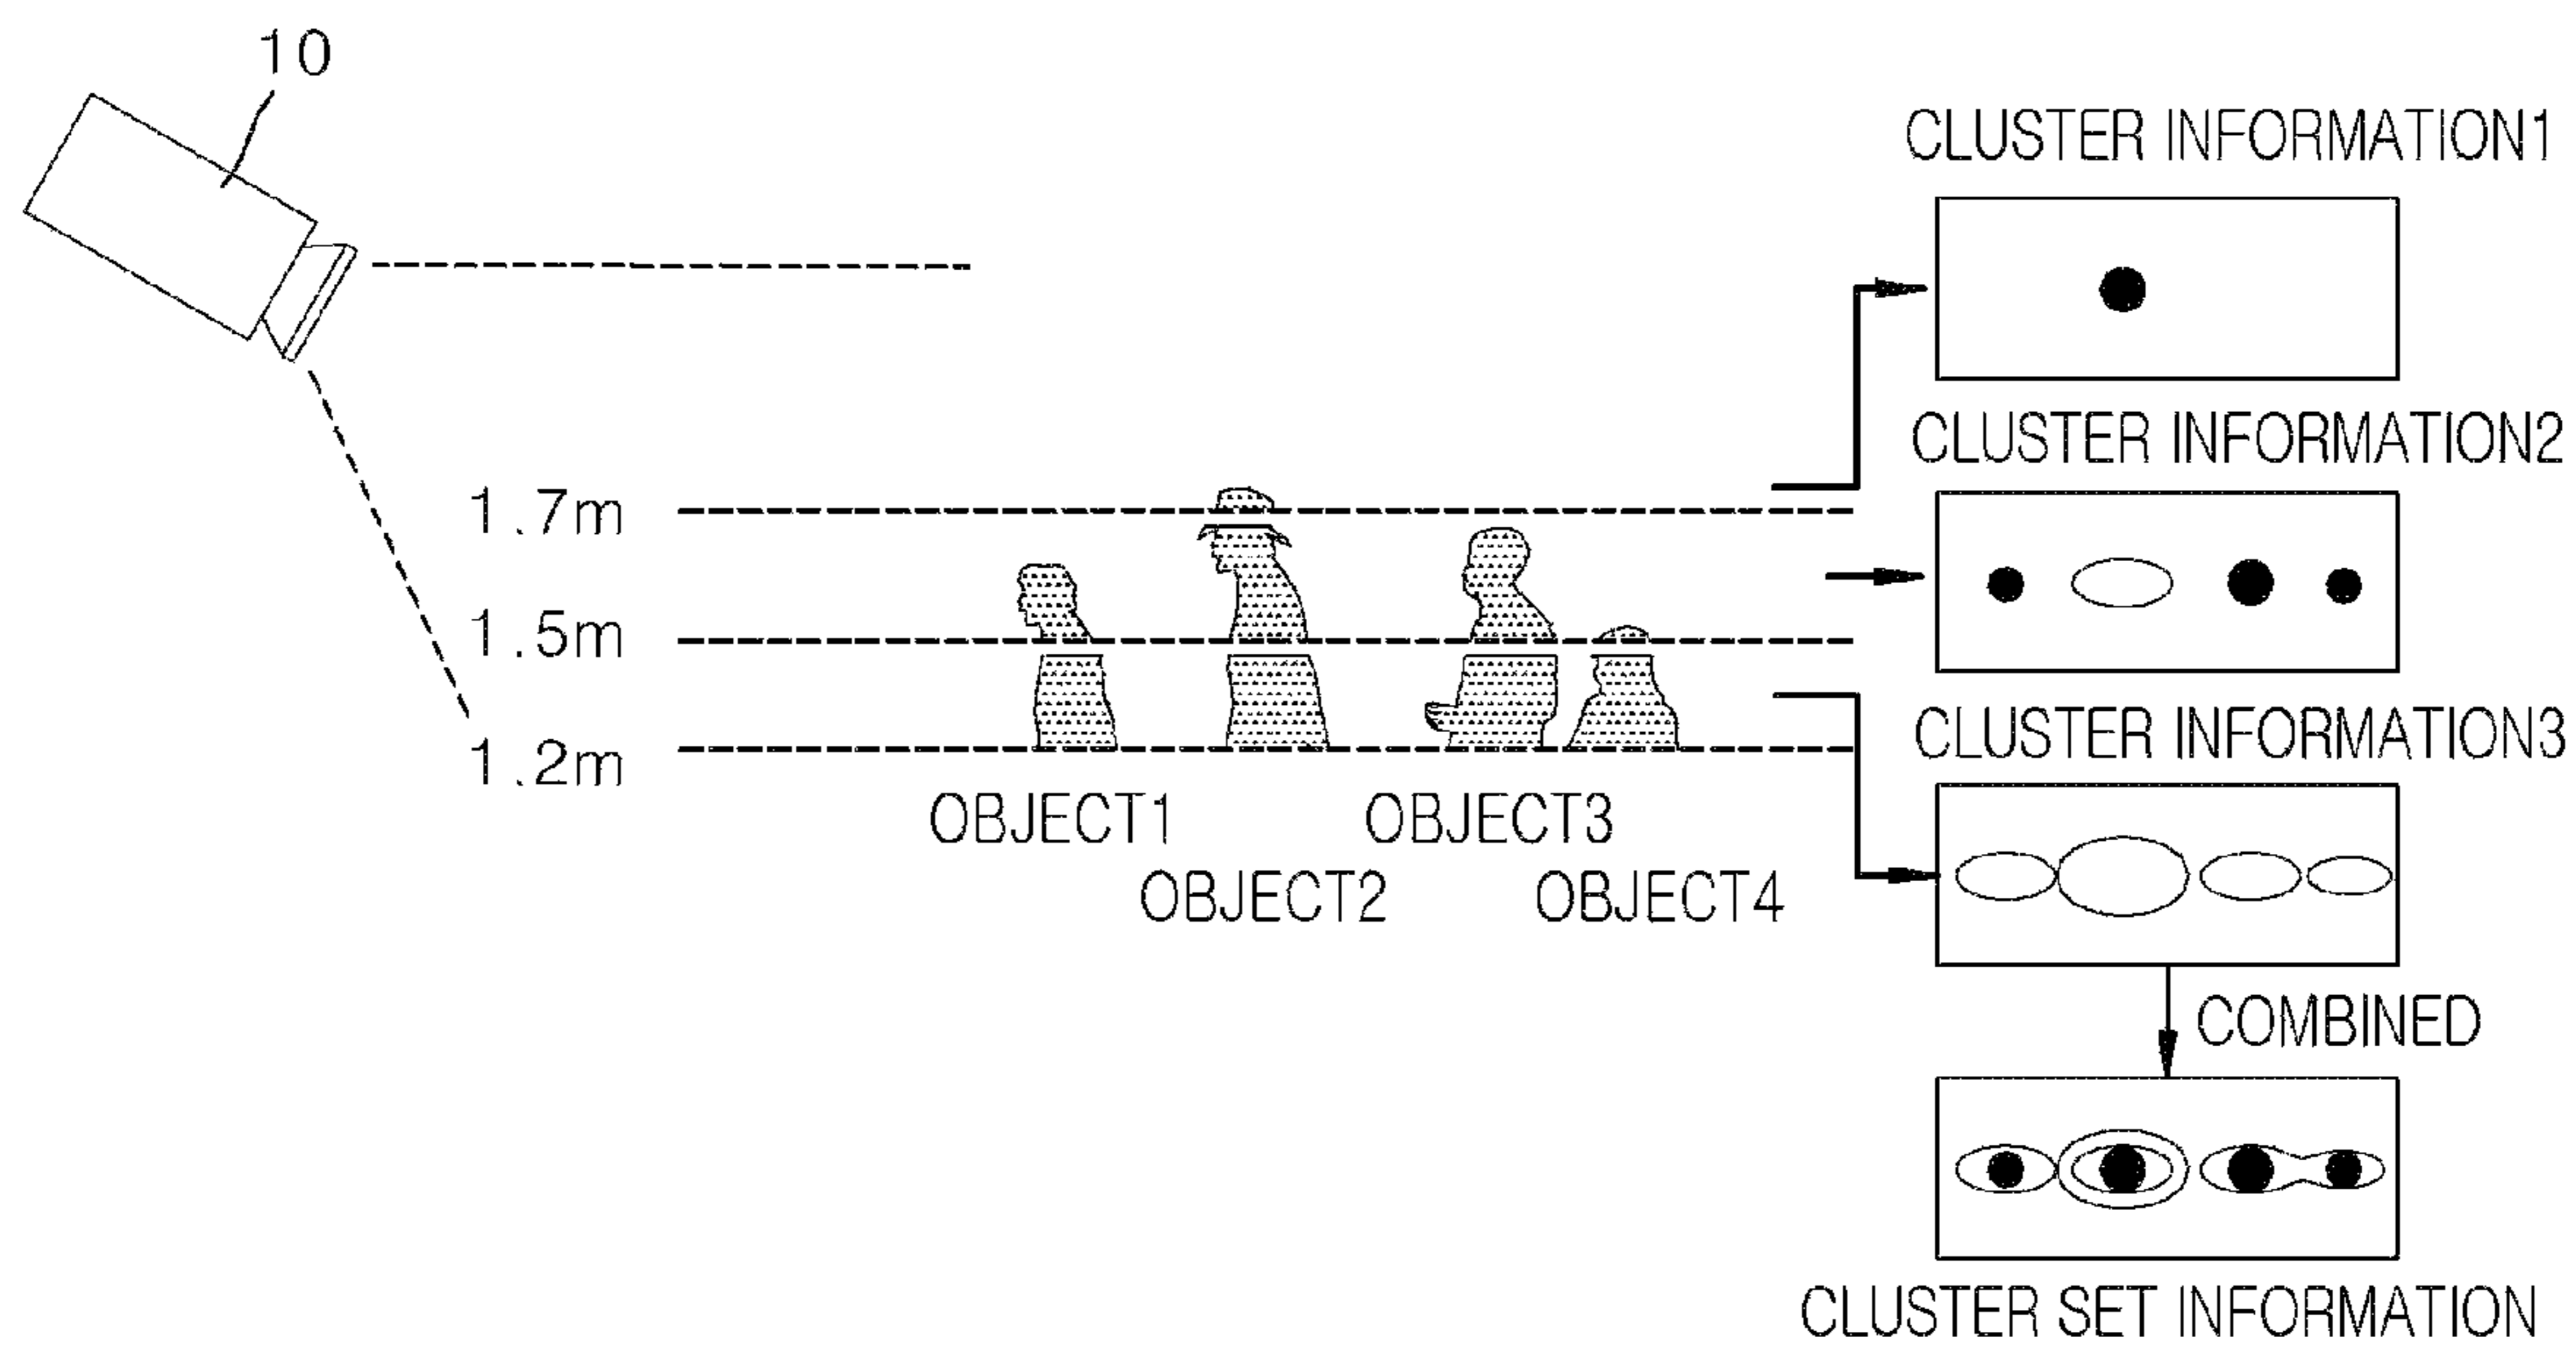 10
CLUSTER INFORMATION1
CLUSTER INFORMATION2
1.7m
1.5m
1.2m
CLUSTER INFORMATION3
OBJECT1
OBJECT3
OBJECT2
OBJECT4
COMBINED
CLUSTER SET INFORMATION